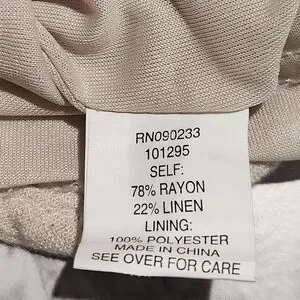 RN090233
101295
SELF:
78% RAYON
22% LINEN
LINING:
100% POLYESTER
MADE IN CHINA
SEE OVER FOR CARE